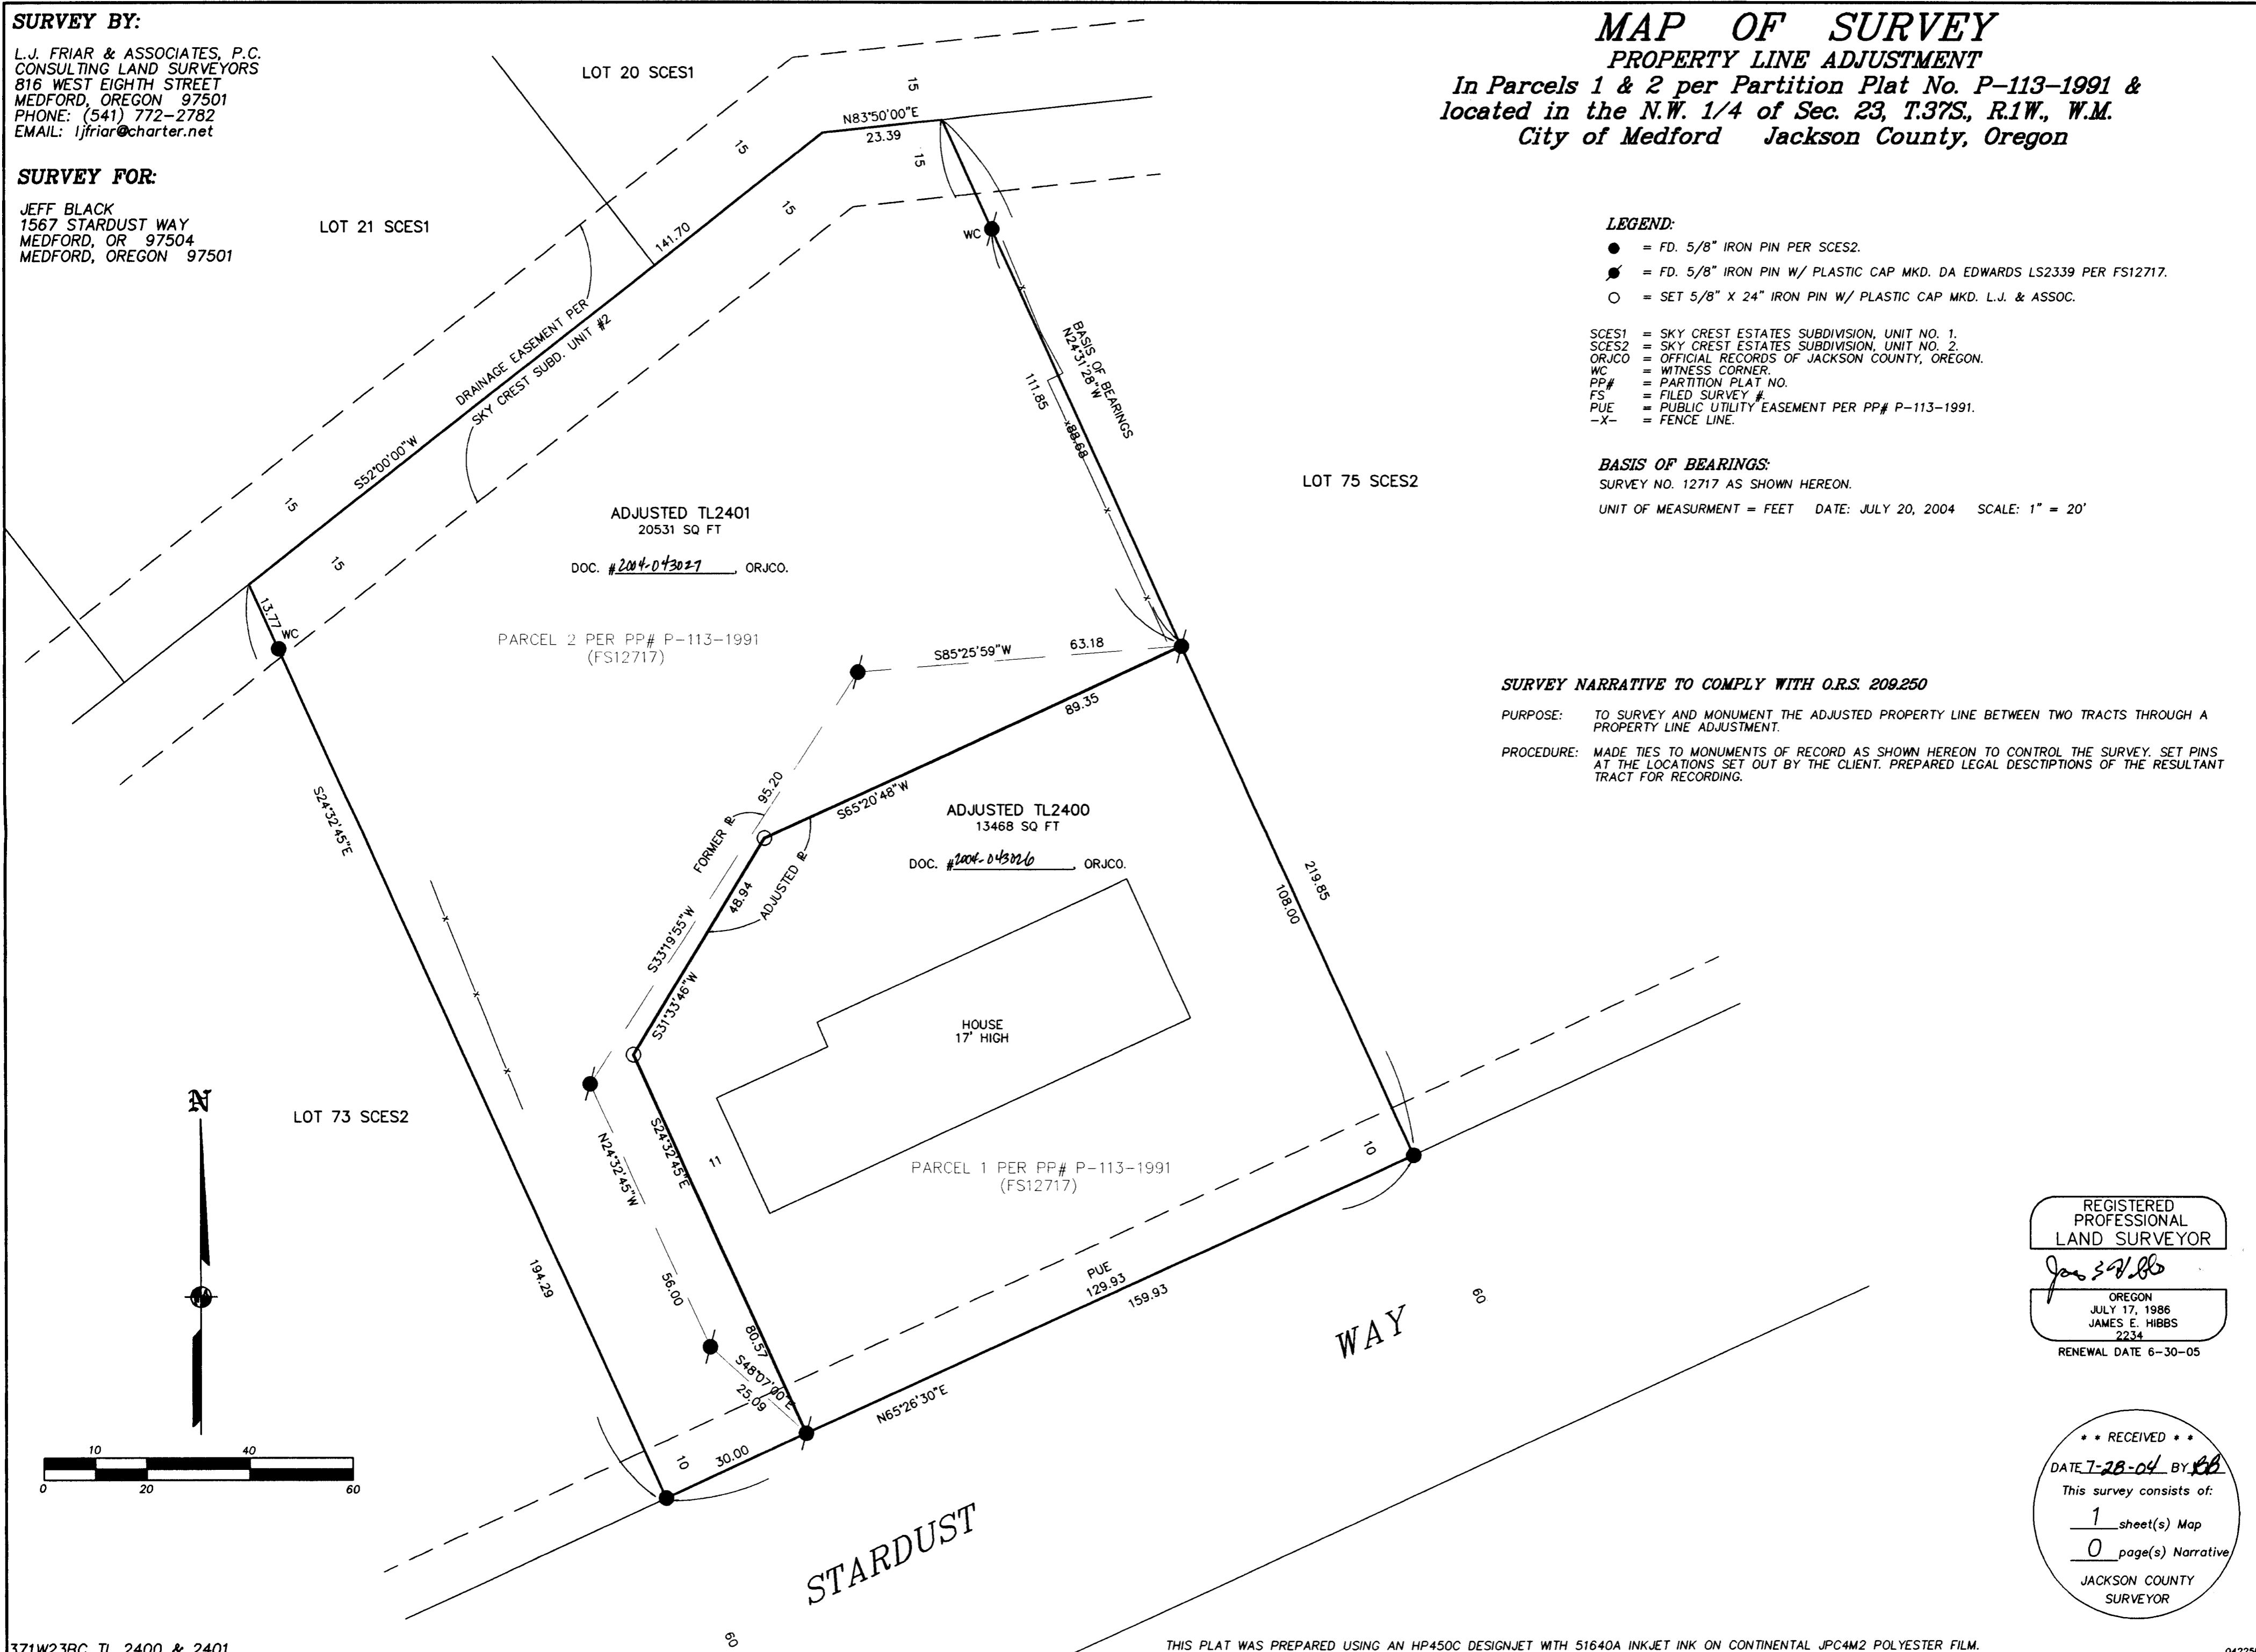 SURVEY BY:
L.J. FRIAR & ASSOCIATES, P.C.
CONSULTING LAND SURVEYORS
816 WEST EIGHTH STREET
MEDFORD, OREGON 97501
PHONE: (541) 772-2782
EMAIL: ljfriar@charter.net
SURVEY FOR:
JEFF BLACK
1567 STARDUST WAY
MEDFORD, OR 97504
MEDFORD, OREGON 97501
MAP OF SURVEY
PROPERTY LINE ADJUSTMENT
In Parcels 1 & 2 per Partition Plat No. P-113-1991 &
located in the N.W. 1/4 of Sec. 23, T.37S., R.1W., W.M.
City of Medford Jackson County, Oregon
LEGEND:
= FD. 5/8" IRON PIN PER SCES2.
= FD. 5/8" IRON PIN W/ PLASTIC CAP MKD. DA EDWARDS LS2339 PER FS12717.
= SET 5/8" X 24" IRON PIN W/ PLASTIC CAP MKD. L.J. & ASSOC.
SCES1 = SKY CREST ESTATES SUBDIVISION, UNIT NO. 1.
SCES2 = SKY CREST ESTATES SUBDIVISION, UNIT NO. 2.
ORJCO = OFFICIAL RECORDS OF JACKSON COUNTY, OREGON.
WC = WITNESS CORNER.
PP# = PARTITION PLAT NO.
FS = FILED SURVEY #.
PUE = PUBLIC UTILITY EASEMENT PER PP# P-113-1991.
-X- = FENCE LINE.
BASIS OF BEARINGS:
SURVEY NO. 12717 AS SHOWN HEREON.
UNIT OF MEASURMENT = FEET DATE: JULY 20, 2004 SCALE: 1" = 20'
SURVEY NARRATIVE TO COMPLY WITH O.R.S. 209.250
PURPOSE: TO SURVEY AND MONUMENT THE ADJUSTED PROPERTY LINE BETWEEN TWO TRACTS THROUGH A
PROPERTY LINE ADJUSTMENT.
PROCEDURE: MADE TIES TO MONUMENTS OF RECORD AS SHOWN HEREON TO CONTROL THE SURVEY. SET PINS
AT THE LOCATIONS SET OUT BY THE CLIENT. PREPARED LEGAL DESCTIPTIONS OF THE RESULTANT
TRACT FOR RECORDING.
LOT 20 SCES1
LOT 21 SCES1
N83°50'00"E
23.39
15
15
15
15
141.70
DRAINAGE EASEMENT PER
SKY CREST SUBD. UNIT #2
S52°00'00"W
15
15
WC
BASIS OF BEARINGS
N24°31'28"W
111.85
x88.68
x
x
x
LOT 75 SCES2
ADJUSTED TL2401
20531 SQ FT
DOC. #2004-043027, ORJCO.
PARCEL 2 PER PP# P-113-1991
(FS12717)
13.77
WC
S85°25'59"W
63.18
89.35
S65°20'48"W
95.20
FORMER PL
ADJUSTED PL
48.94
S33°19'55"W
S31°33'46"W
ADJUSTED TL2400
13468 SQ FT
DOC. #2004-043026, ORJCO.
219.85
108.00
S24°32'45"E
x
x
x
HOUSE
17' HIGH
LOT 73 SCES2
N24°32'45"W
S24°32'45"E
11
PARCEL 1 PER PP# P-113-1991
(FS12717)
10
194.29
56.00
80.57
S48°07'00"E
25.09
PUE
129.93
159.93
N65°26'30"E
10
30.00
60
WAY
STARDUST
60
N
10 40
0 20 60
REGISTERED
PROFESSIONAL
LAND SURVEYOR
OREGON
JULY 17, 1986
JAMES E. HIBBS
2234
RENEWAL DATE 6-30-05
* * RECEIVED * *
DATE 7-28-04 BY BB
This survey consists of:
1 sheet(s) Map
0 page(s) Narrative
JACKSON COUNTY
SURVEYOR
371W23BC TL 2400 & 2401
THIS PLAT WAS PREPARED USING AN HP450C DESIGNJET WITH 51640A INKJET INK ON CONTINENTAL JPC4M2 POLYESTER FILM.